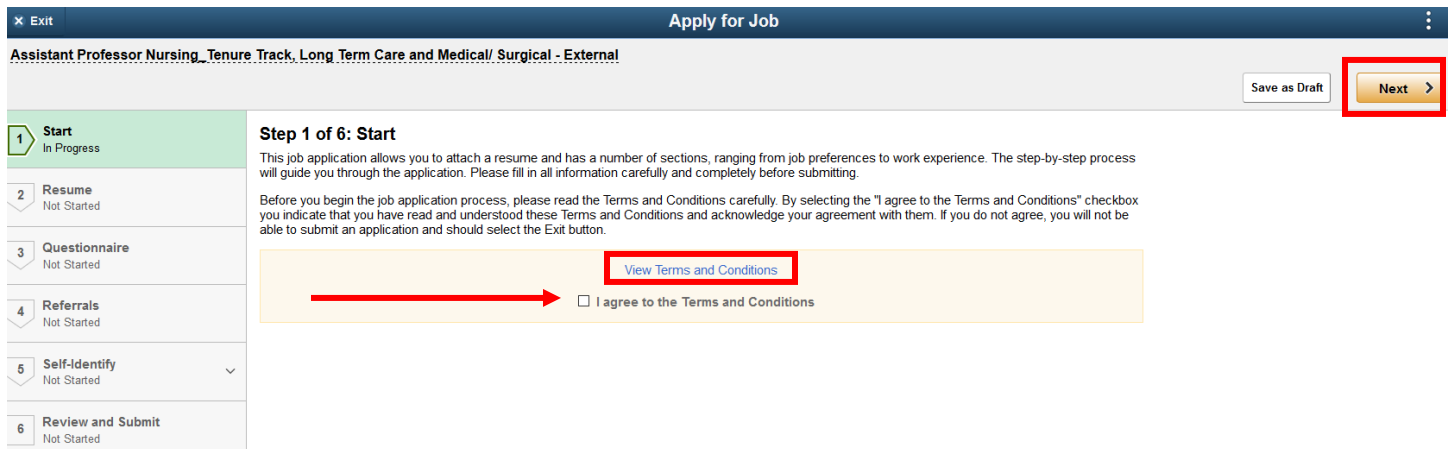 × Exit
Apply for Job
Assistant Professor Nursing_Tenure Track, Long Term Care and Medical/ Surgical - External
Save as Draft
Next
1
Start
In Progress
2
Resume
Not Started
3
Questionnaire
Not Started
4
Referrals
Not Started
5
Self-Identify
Not Started
6
Review and Submit
Not Started
Step 1 of 6: Start
This job application allows you to attach a resume and has a number of sections, ranging from job preferences to work experience. The step-by-step process
will guide you through the application. Please fill in all information carefully and completely before submitting.
Before you begin the job application process, please read the Terms and Conditions carefully. By selecting the "I agree to the Terms and Conditions" checkbox
you indicate that you have read and understood these Terms and Conditions and acknowledge your agreement with them. If you do not agree, you will not be
able to submit an application and should select the Exit button.
View Terms and Conditions
I agree to the Terms and Conditions